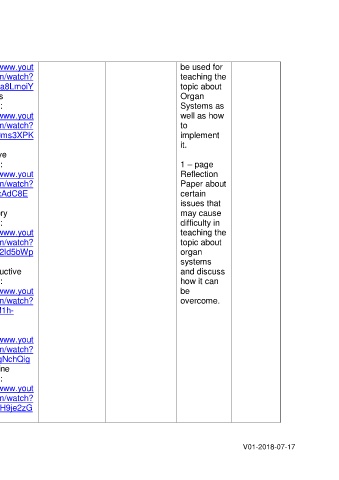 www.yout
n/watch?
a8LmoiY
s
:
www.yout
n/watch?
ms3XPK
ve
:
www.yout
n/watch?
AdC8E
ry
:
www.yout
n/watch?
2ld5bWp
uctive
:
www.yout
n/watch?
11h-
www.yout
n/watch?
gNchQig
ne
:
www.yout
n/watch?
H9je2zG
be used for
teaching the
topic about
Organ
Systems as
well as how
to
implement
it.
1 – page
Reflection
Paper about
certain
issues that
may cause
difficulty in
teaching the
topic about
organ
systems
and discuss
how it can
be
overcome.
V01-2018-07-17